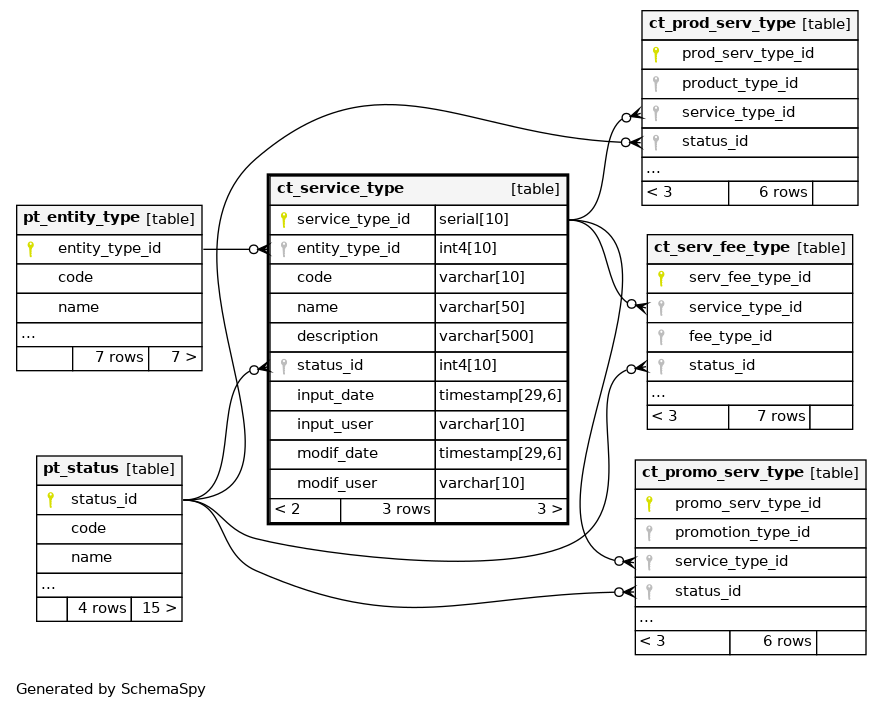 ct_prod_serv_type [table]
prod_serv_type_id
product_type_id
service_type_id
status_id
...
< 3 6 rows
ct_service_type [table]
service_type_id serial[10]
entity_type_id int4[10]
code varchar[10]
name varchar[50]
description varchar[500]
status_id int4[10]
input_date timestamp[29,6]
input_user varchar[10]
modif_date timestamp[29,6]
modif_user varchar[10]
< 2 3 rows 3 >
pt_entity_type [table]
entity_type_id
code
name
...
7 rows 7 >
ct_serv_fee_type [table]
serv_fee_type_id
service_type_id
fee_type_id
status_id
...
< 3 7 rows
pt_status [table]
status_id
code
name
...
4 rows 15 >
ct_promo_serv_type [table]
promo_serv_type_id
promotion_type_id
service_type_id
status_id
...
< 3 6 rows
Generated by SchemaSpy